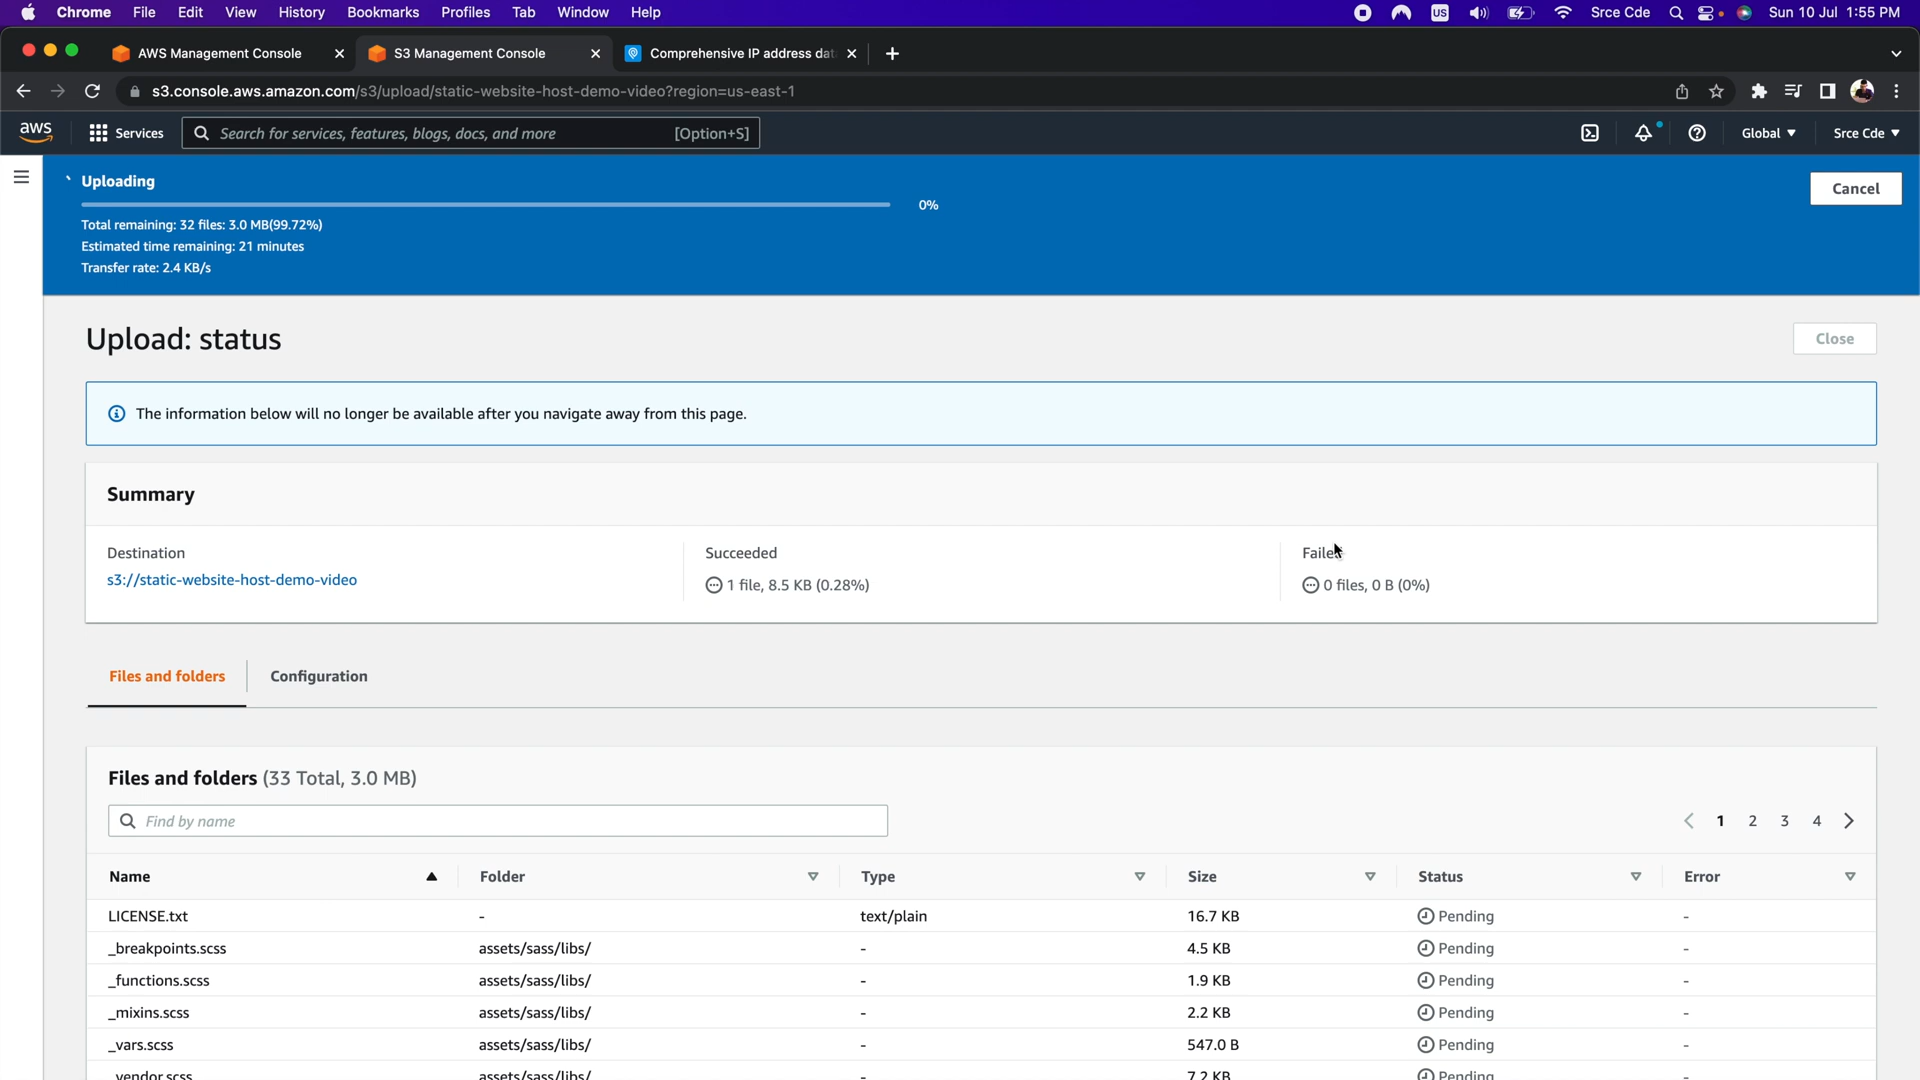 Chrome File Edit View History Bookmarks Profiles Tab Window Help US Srce Cde Sun 10 Jul 1:55 PM
AWS Management Console S3 Management Console Comprehensive IP address dat
s3.console.aws.amazon.com/s3/upload/static-website-host-demo-video?region=us-east-1
aws Services Search for services, features, blogs, docs, and more [Option+S] Global Srce Cde
Uploading
Cancel
0%
Total remaining: 32 files: 3.0 MB(99.72%)
Estimated time remaining: 21 minutes
Transfer rate: 2.4 KB/s
Upload: status Close
The information below will no longer be available after you navigate away from this page.
Summary
Destination Succeeded
s3://static-website-host-demo-video 1 file, 8.5 KB (0.28%) 0 files, 0 B (0%)
Files and folders Configuration
Files and folders (33 Total, 3.0 MB)
Find by name 1 2 3 4
Name Folder Type Size Status Error
LICENSE.txt - text/plain 16.7 KB Pending -
_breakpoints.scss assets/sass/libs/ - 4.5 KB Pending -
_functions.scss assets/sass/libs/ - 1.9 KB Pending -
_mixins.scss assets/sass/libs/ - 2.2 KB Pending -
_vars.scss assets/sass/libs/ - 547.0 B Pending -
_vendor.scss assets/sass/libs/ - 7.2 KB Pending -